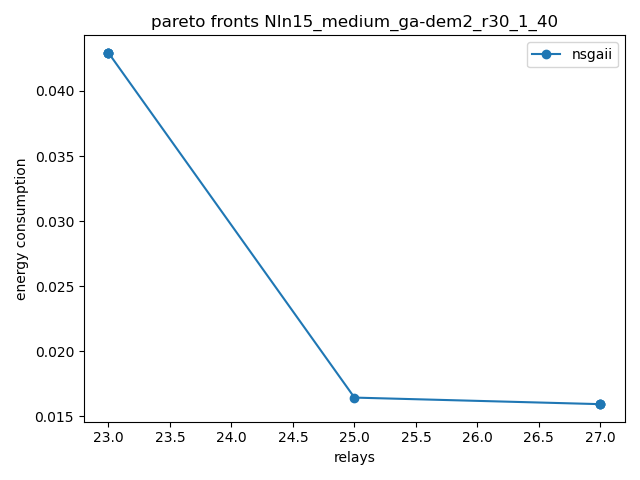 pareto fronts NIn15_medium_ga-dem2_r30_1_40
nsgaii
energy consumption
0.040
0.035
0.030
0.025
0.020
0.015
23.0 23.5 24.0 24.5 25.0 25.5 26.0 26.5 27.0
relays